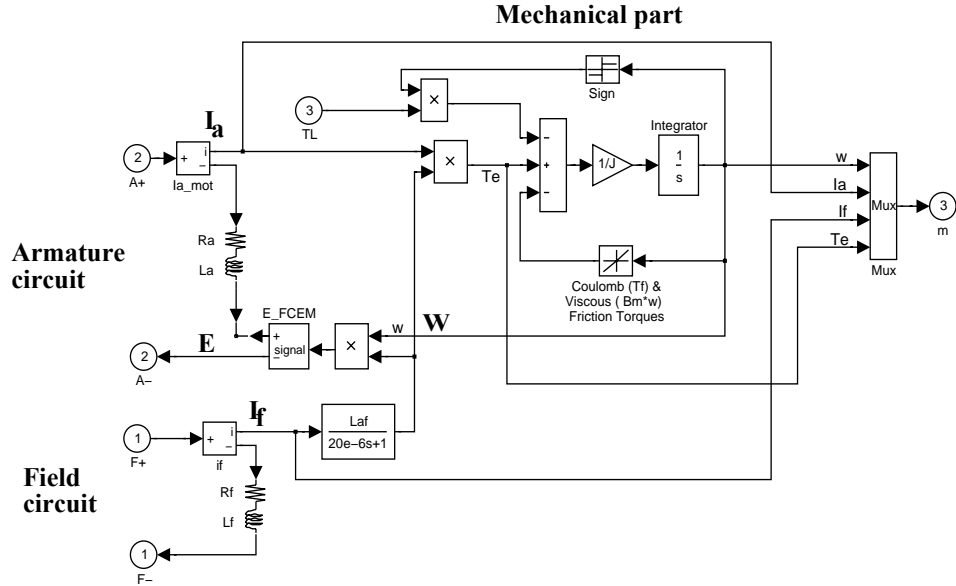 Mechanical part
Sign
×
3
TL
Ia
2
A+
+
i
−
Ia_mot
×
Te
−
+
−
1/J
Integrator
1
s
w
Ia
If
Te
Mux
Mux
3
m
Ra
La
Armature
circuit
Coulomb (Tf) &
Viscous ( Bm*w)
Friction Torques
E_FCEM
+
signal
−
×
w
W
E
2
A−
If
Laf
20e−6s+1
1
F+
+
i
−
if
Field
circuit
Rf
Lf
1
F−